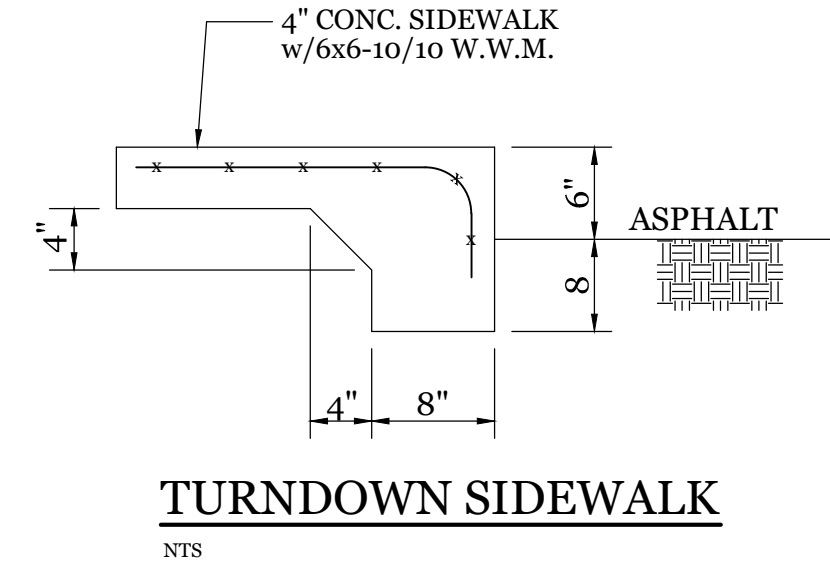 4" CONC. SIDEWALK
w/6x6-10/10 W.W.M.
x x x x x
x
6"
ASPHALT
4"
8
4"
8"
TURNDOWN SIDEWALK
NTS